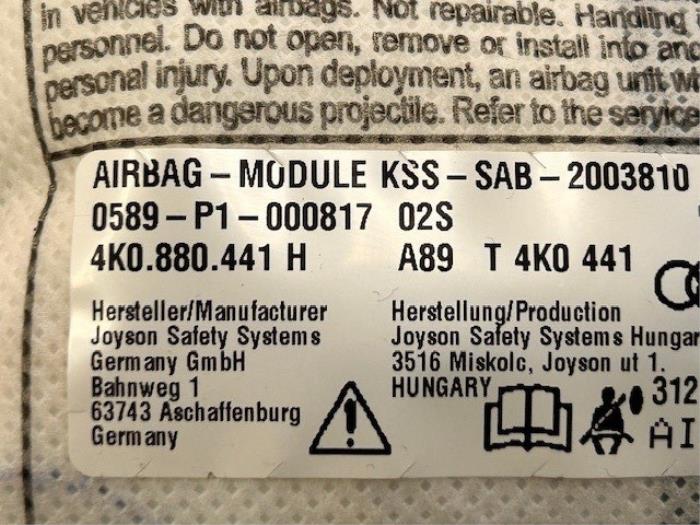 in vehicles with airbags. Not repairable. Handling
personnel. Do not open, remove or install into
personal injury. Upon deployment, an airbag unit
become a dangerous projectile. Refer to the service
AIRBAG – MODULE KSS – SAB – 2003810
0589 – P1 – 000817 02S
4K0.880.441 H A89 T 4K0 441
Hersteller/Manufacturer
Joyson Safety Systems
Germany GmbH
Bahnweg 1
63743 Aschaffenburg
Germany
Herstellung/Production
Joyson Safety Systems Hungar
3516 Miskolc, Joyson ut 1.
HUNGARY
312
AI